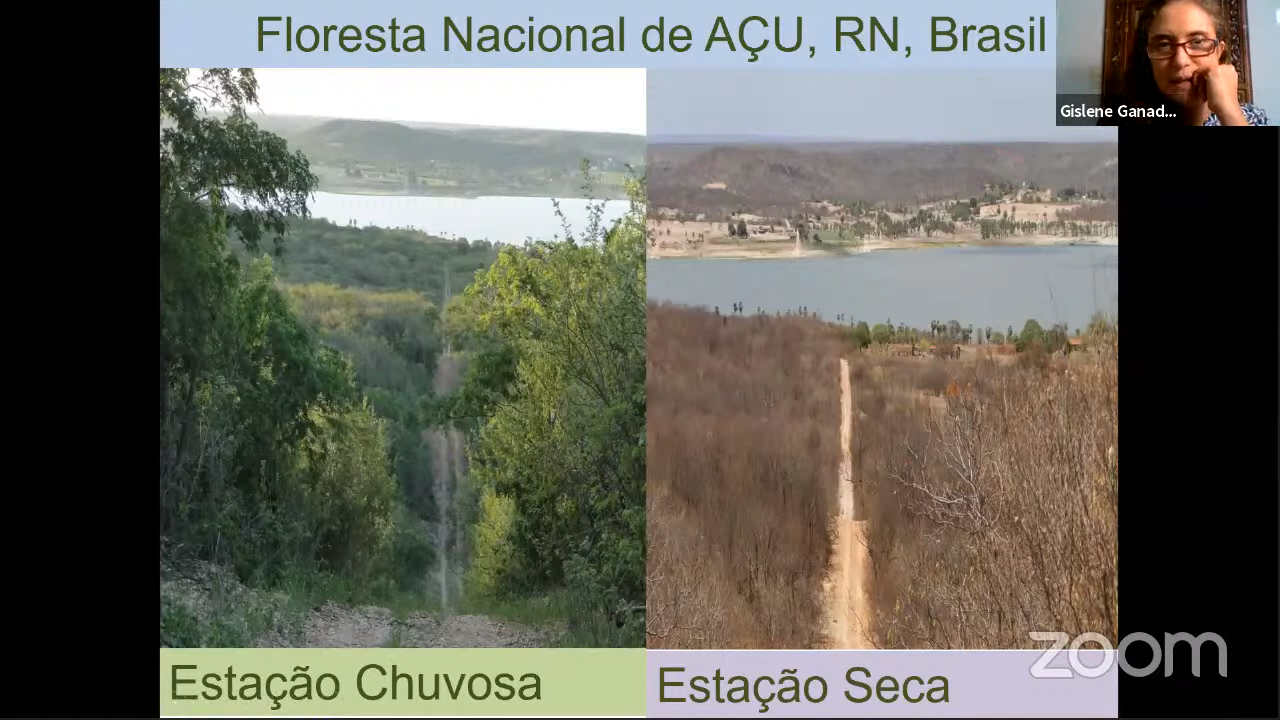 Floresta Nacional de AÇU, RN, Brasil
Gislene Ganad...
Estação Chuvosa
Estação Seca
zoom